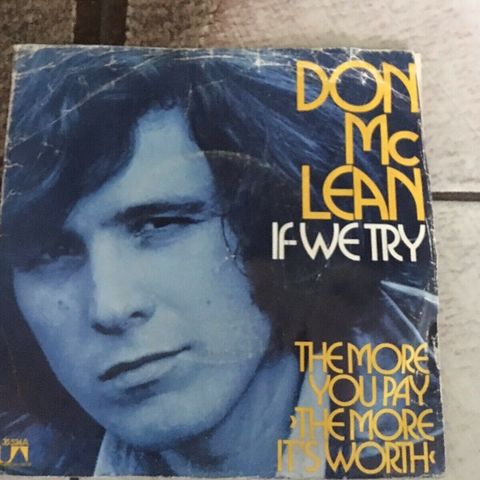 DON
Mc
LEAN
IF WE TRY
THE MORE
YOU PAY
›THE MORE
IT'S WORTH‹